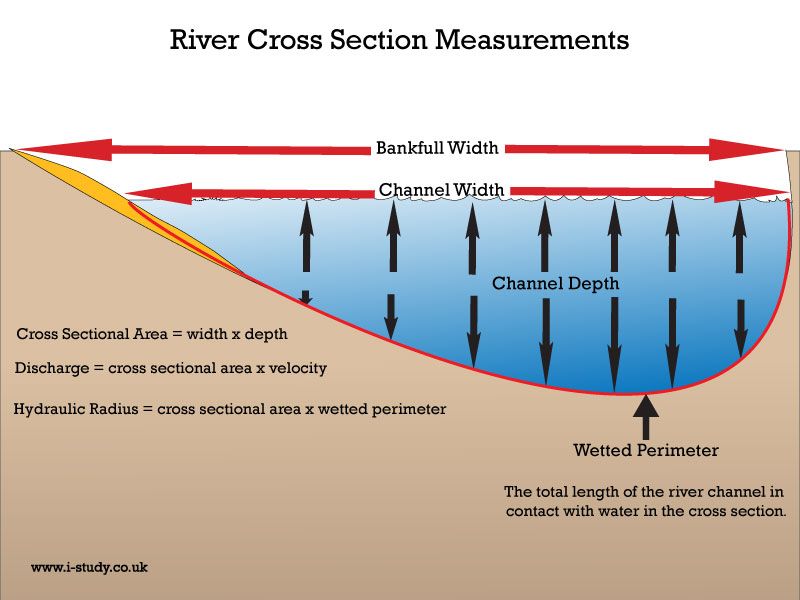 River Cross Section Measurements
Bankfull Width
Channel Width
Channel Depth
Cross Sectional Area = width x depth
Discharge = cross sectional area x velocity
Hydraulic Radius = cross sectional area x wetted perimeter
Wetted Perimeter
The total length of the river channel in
contact with water in the cross section.
www.i-study.co.uk